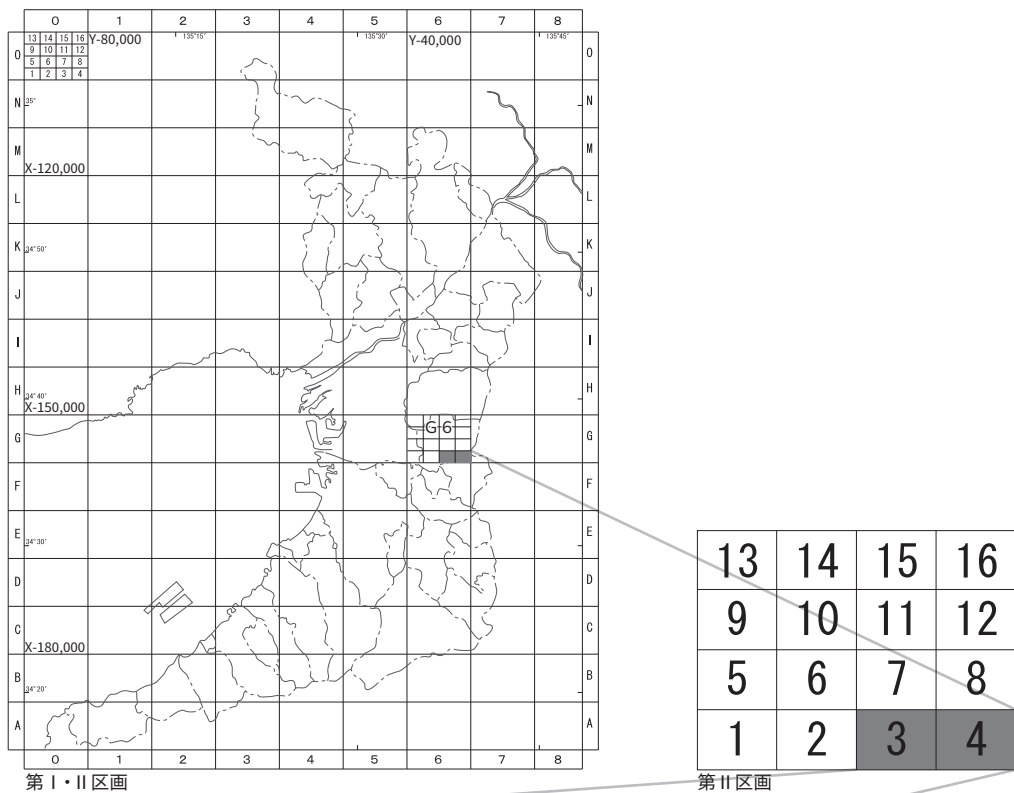 0 1 2 3 4 5 6 7 8
13 14 15 16
9 10 11 12
5 6 7 8
1 2 3 4
Y-80,000 135°15′ 135°30′ Y-40,000 135°45′
O O
N 35° N
M M
X-120,000
L L
K 34°50′ K
J J
I I
H 34°40′ H
X-150,000
G G-6 G
F F
E 34°30′ E
D D
C C
X-180,000
B 34°20′ B
A A
0 1 2 3 4 5 6 7 8
第Ⅰ・Ⅱ区画
13 14 15 16
9 10 11 12
5 6 7 8
1 2 3 4
第Ⅱ区画